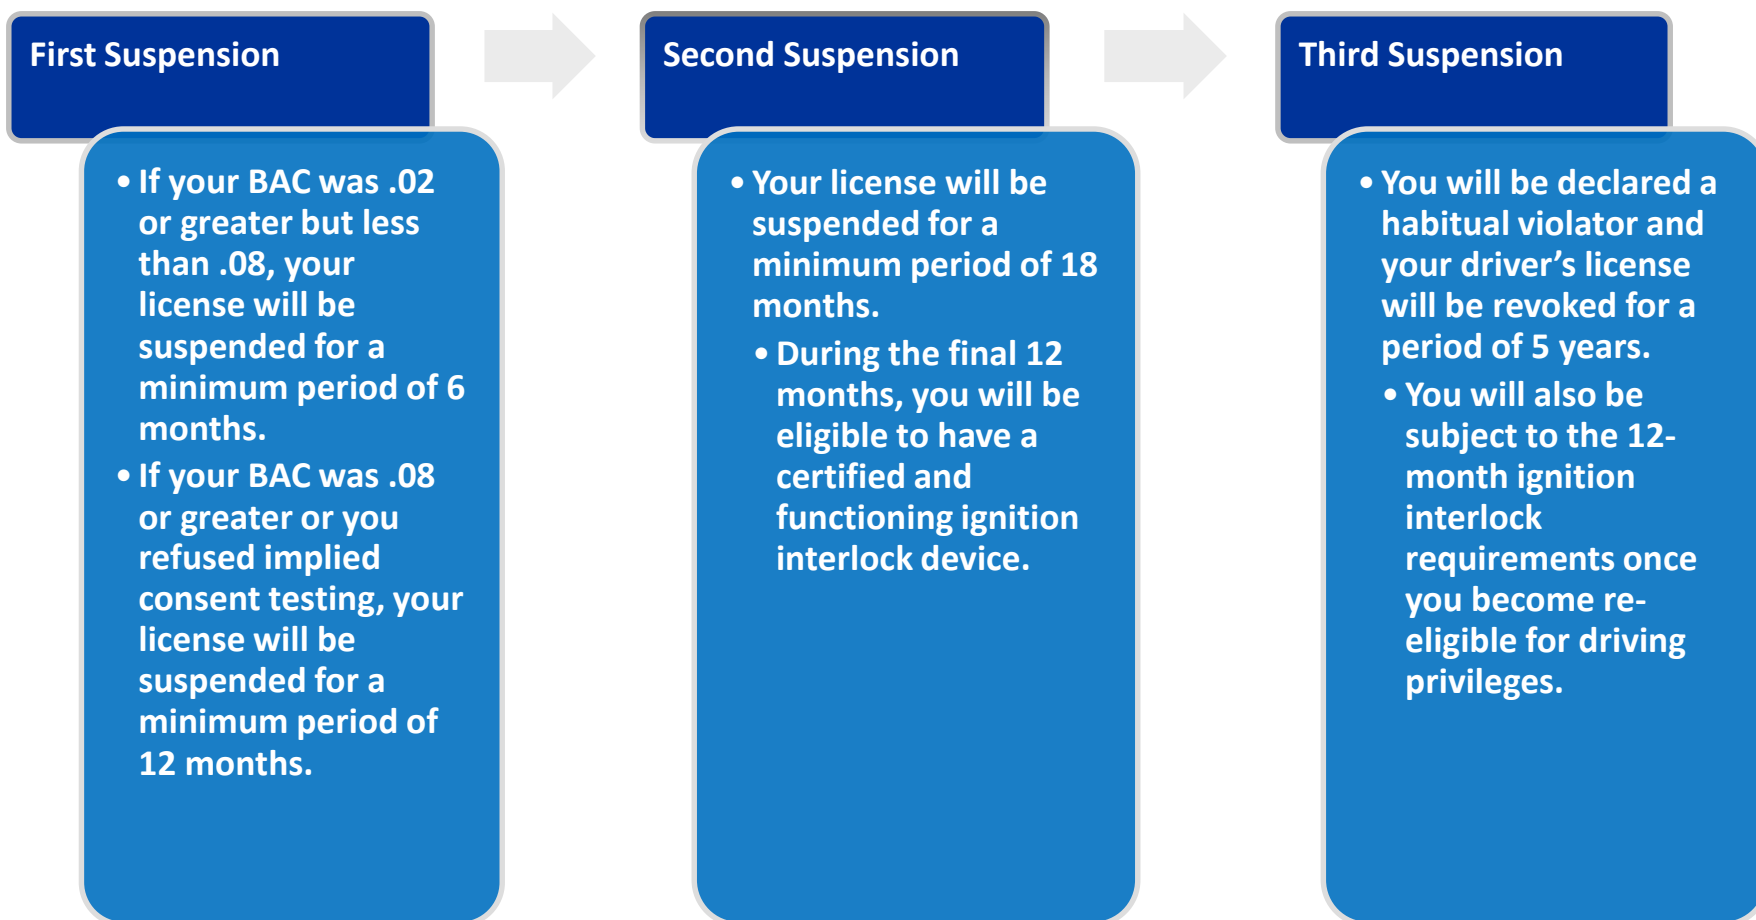 First Suspension
• If your BAC was .02
or greater but less
than .08, your
license will be
suspended for a
minimum period of 6
months.
• If your BAC was .08
or greater or you
refused implied
consent testing, your
license will be
suspended for a
minimum period of
12 months.
Second Suspension
• Your license will be
suspended for a
minimum period of 18
months.
• During the final 12
months, you will be
eligible to have a
certified and
functioning ignition
interlock device.
Third Suspension
• You will be declared a
habitual violator and
your driver’s license
will be revoked for a
period of 5 years.
• You will also be
subject to the 12-
month ignition
interlock
requirements once
you become re-
eligible for driving
privileges.